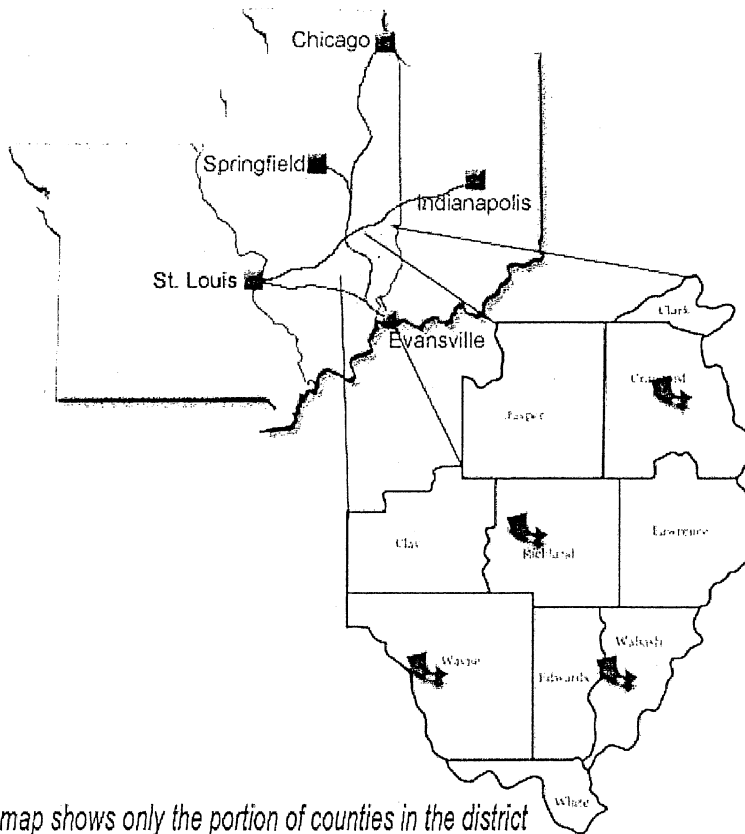 Chicago
Springfield
Indianapolis
St. Louis
Evansville
Clark
Crawford
Jasper
Clay
Richland
Lawrence
Wayne
Edwards
Wabash
White
map shows only the portion of counties in the district